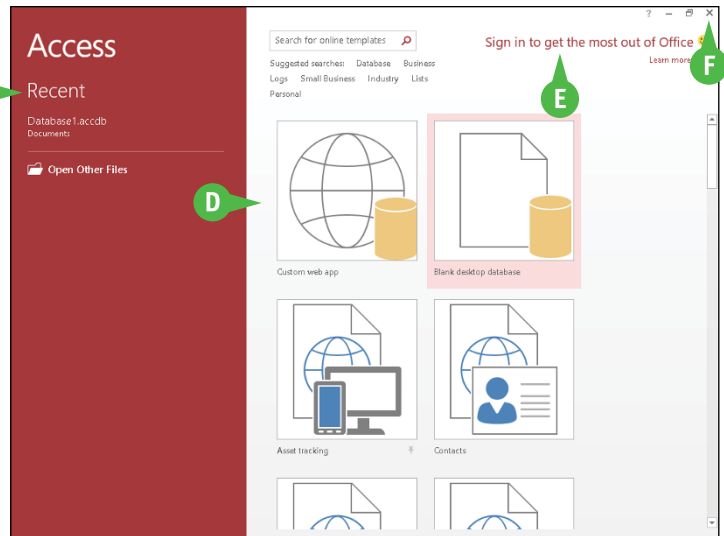 Access
Recent
Database1.accdb
Documents
Open Other Files
Search for online templates
Suggested searches: Database Business
Logs Small Business Industry Lists
Personal
?
Sign in to get the most out of Office
Learn more
D
E
F
Custom web app
Blank desktop database
Asset tracking
Contacts